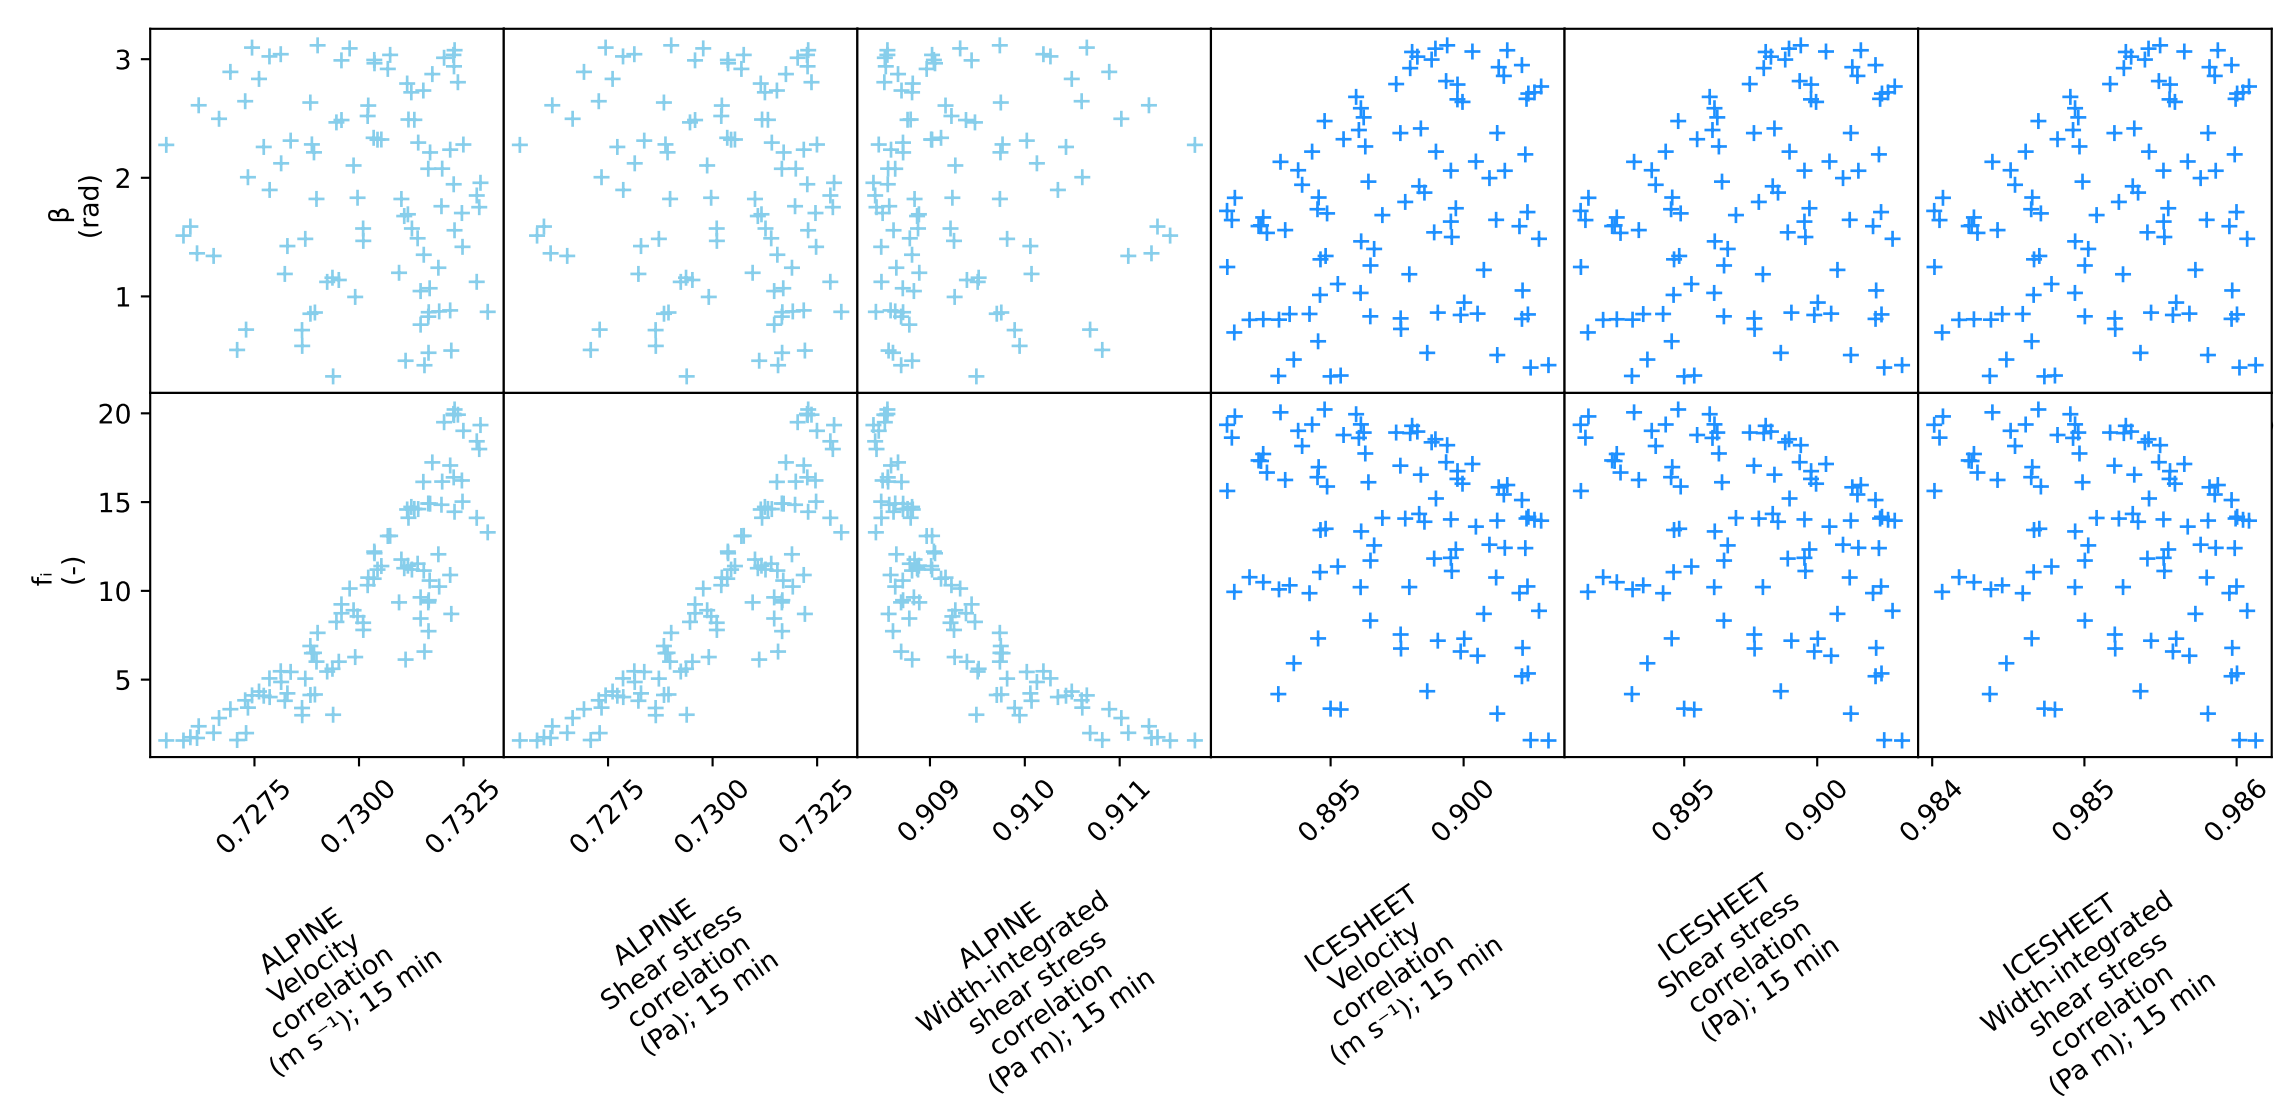 3
2
1
β
(rad)
20
15
10
5
fᵢ
(-)
0.7275
0.7300
0.7325
0.7275
0.7300
0.7325
0.909
0.910
0.911
0.895
0.900
0.895
0.900
0.984
0.985
0.986
ALPINE
Velocity
correlation
(m s⁻¹); 15 min
ALPINE
Shear stress
correlation
(Pa); 15 min
ALPINE
Width-integrated
shear stress
correlation
(Pa m); 15 min
ICESHEET
Velocity
correlation
(m s⁻¹); 15 min
ICESHEET
Shear stress
correlation
(Pa); 15 min
ICESHEET
Width-integrated
shear stress
correlation
(Pa m); 15 min